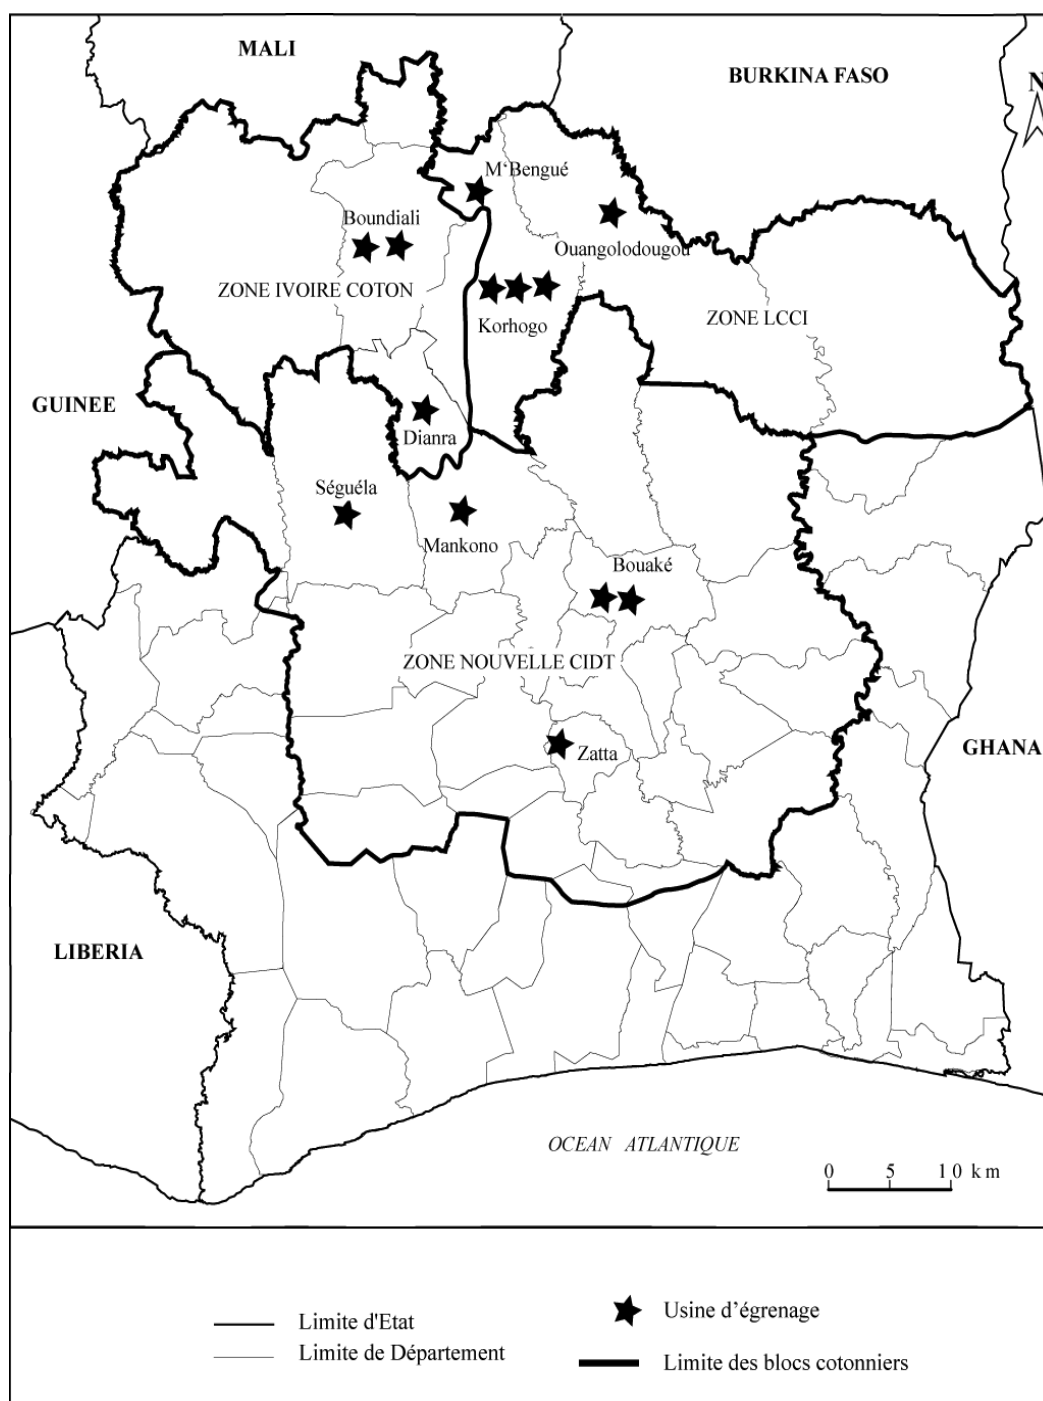 MALI
BURKINA FASO
N
M'Bengué
Boundiali
Ouangolodougou
ZONE IVOIRE COTON
ZONE LCCI
Korhogo
GUINEE
Dianra
Séguéla
Mankono
Bouaké
ZONE NOUVELLE CIDT
GHANA
Zatta
LIBERIA
OCEAN ATLANTIQUE
0 5 10 km
Limite d'Etat
Usine d'égrenage
Limite de Département
Limite des blocs cotonniers